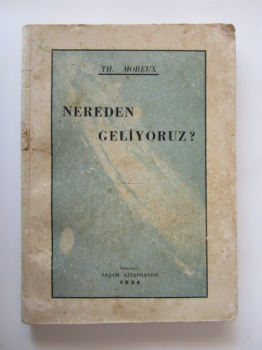 TH. MOREUX
NEREDEN
GELİYORUZ?
AKŞAM KİTAPHANESİ
1934